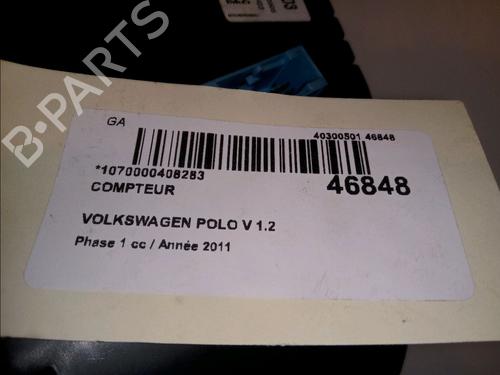 B-PARTS
GA
40300501 46848
*1070000408283
46848
COMPTEUR
VOLKSWAGEN POLO V 1.2
Phase 1 cc / Année 2011